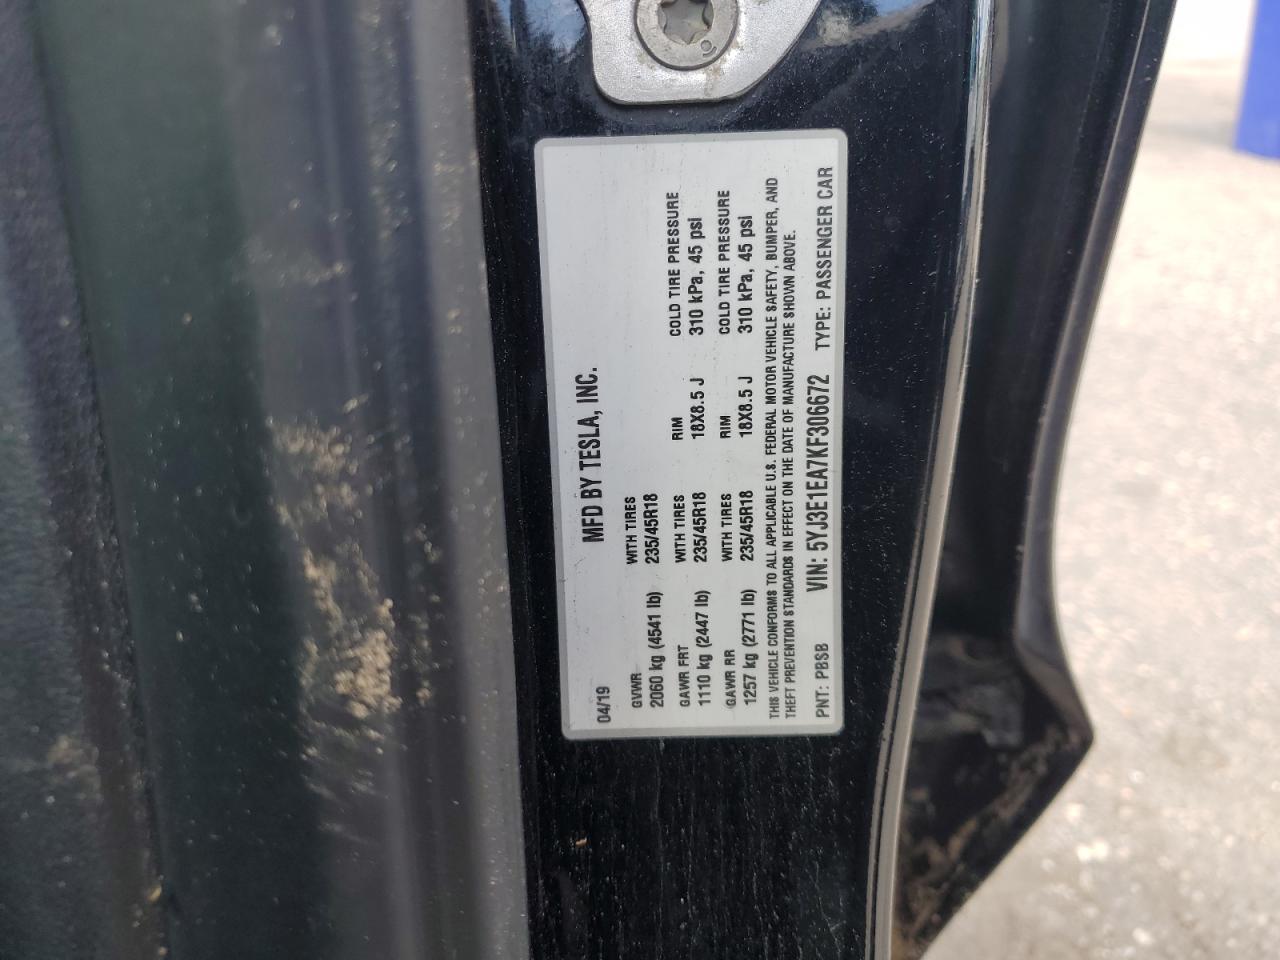 MFD BY TESLA, INC.
04/19
GVWR WITH TIRES
2060 kg (4541 lb) 235/45R18
GAWR FRT WITH TIRES RIM COLD TIRE PRESSURE
1110 kg (2447 lb) 235/45R18 18X8.5 J 310 kPa, 45 psi
GAWR RR WITH TIRES RIM COLD TIRE PRESSURE
1257 kg (2771 lb) 235/45R18 18X8.5 J 310 kPa, 45 psi
THIS VEHICLE CONFORMS TO ALL APPLICABLE U.S. FEDERAL MOTOR VEHICLE SAFETY, BUMPER, AND
THEFT PREVENTION STANDARDS IN EFFECT ON THE DATE OF MANUFACTURE SHOWN ABOVE.
PNT: PBSB VIN: 5YJ3E1EA7KF306672 TYPE: PASSENGER CAR